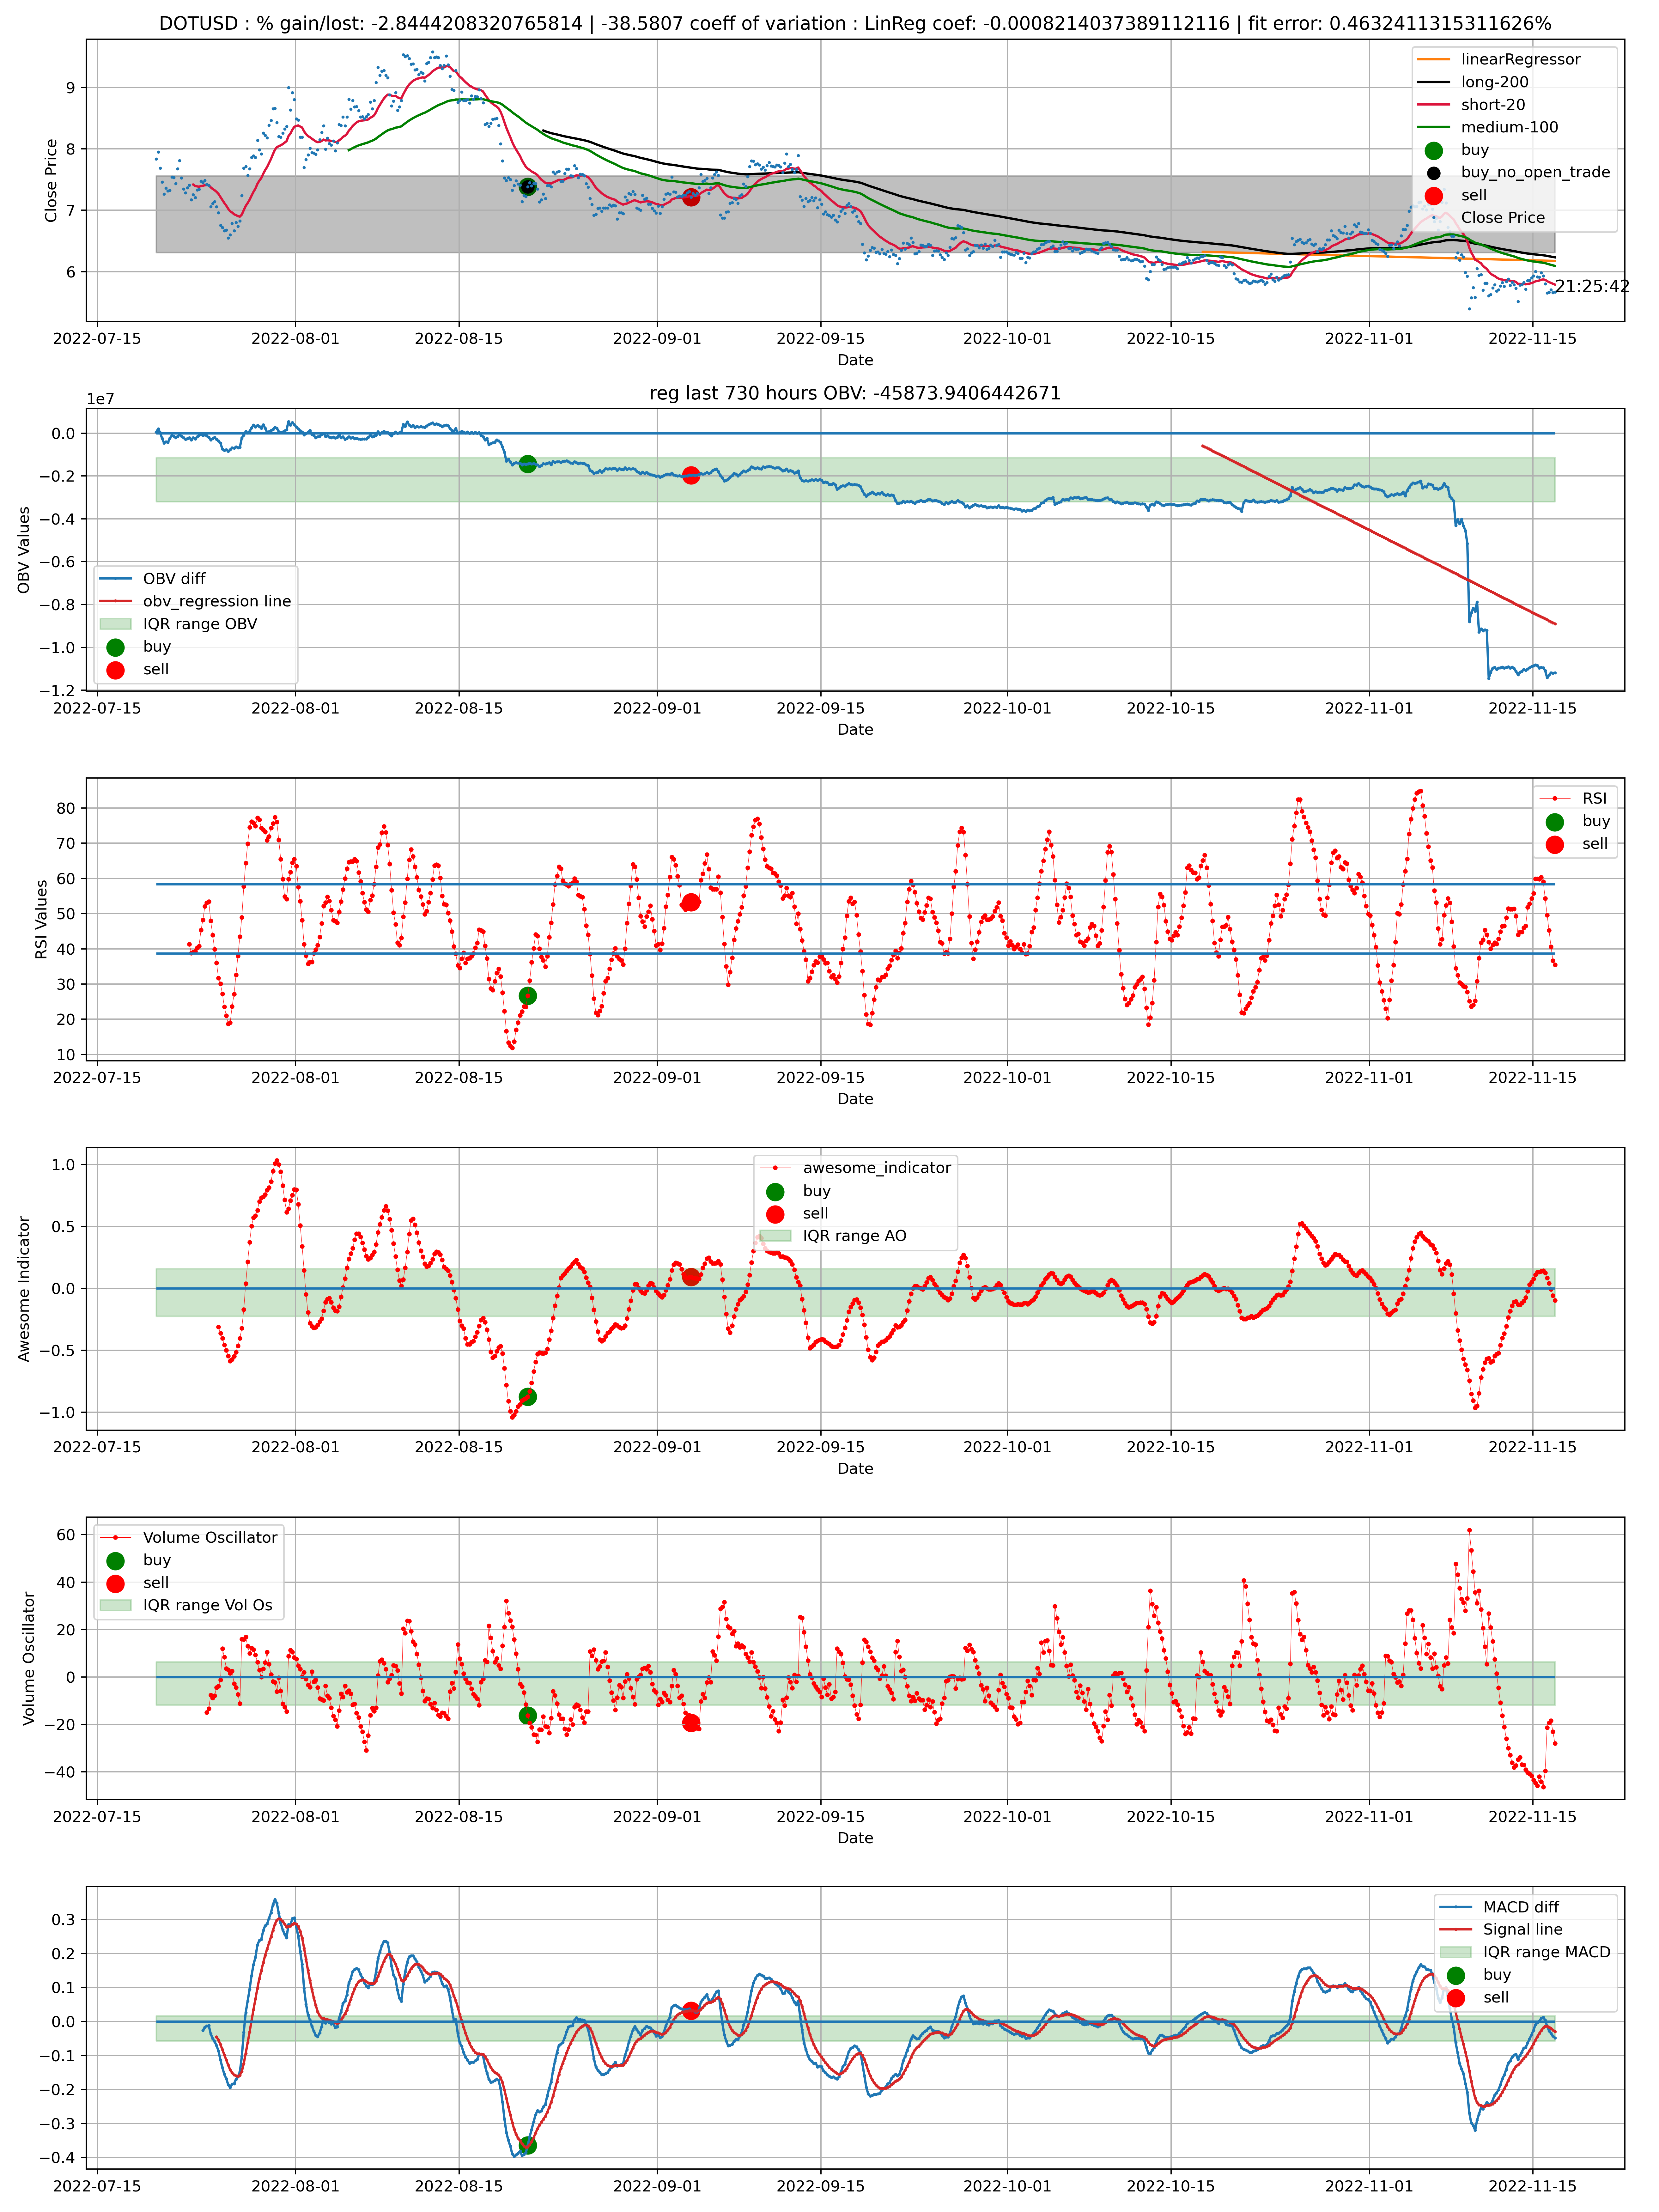 DOTUSD : % gain/lost: -2.8444208320765814 | -38.5807 coeff of variation : LinReg coef: -0.0008214037389112116 | fit error: 0.4632411315311626%
Close Price
9
8
7
6
linearRegressor
long-200
short-20
medium-100
buy
buy_no_open_trade
sell
Close Price
21:25:42
2022-07-15 2022-08-01 2022-08-15 2022-09-01 2022-09-15 2022-10-01 2022-10-15 2022-11-01 2022-11-15
Date
reg last 730 hours OBV: -45873.9406442671
1e7
OBV Values
0.0
−0.2
−0.4
−0.6
−0.8
−1.0
−1.2
OBV diff
obv_regression line
IQR range OBV
buy
sell
2022-07-15 2022-08-01 2022-08-15 2022-09-01 2022-09-15 2022-10-01 2022-10-15 2022-11-01 2022-11-15
Date
RSI Values
80
70
60
50
40
30
20
10
RSI
buy
sell
2022-07-15 2022-08-01 2022-08-15 2022-09-01 2022-09-15 2022-10-01 2022-10-15 2022-11-01 2022-11-15
Date
Awesome Indicator
1.0
0.5
0.0
−0.5
−1.0
awesome_indicator
buy
sell
IQR range AO
2022-07-15 2022-08-01 2022-08-15 2022-09-01 2022-09-15 2022-10-01 2022-10-15 2022-11-01 2022-11-15
Date
Volume Oscillator
60
40
20
0
−20
−40
Volume Oscillator
buy
sell
IQR range Vol Os
2022-07-15 2022-08-01 2022-08-15 2022-09-01 2022-09-15 2022-10-01 2022-10-15 2022-11-01 2022-11-15
Date
0.3
0.2
0.1
0.0
−0.1
−0.2
−0.3
−0.4
MACD diff
Signal line
IQR range MACD
buy
sell
2022-07-15 2022-08-01 2022-08-15 2022-09-01 2022-09-15 2022-10-01 2022-10-15 2022-11-01 2022-11-15